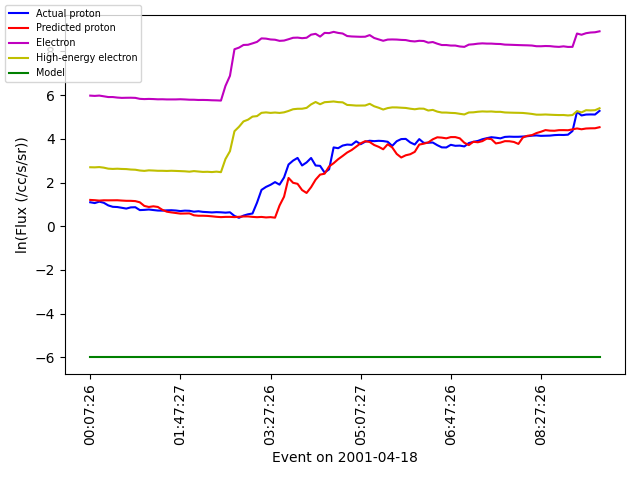 Actual proton
Predicted proton
Electron
High-energy electron
Model
ln(Flux (/cc/s/sr))
8
6
4
2
0
−2
−4
−6
00:07:26
01:47:27
03:27:26
05:07:27
06:47:26
08:27:26
Event on 2001-04-18